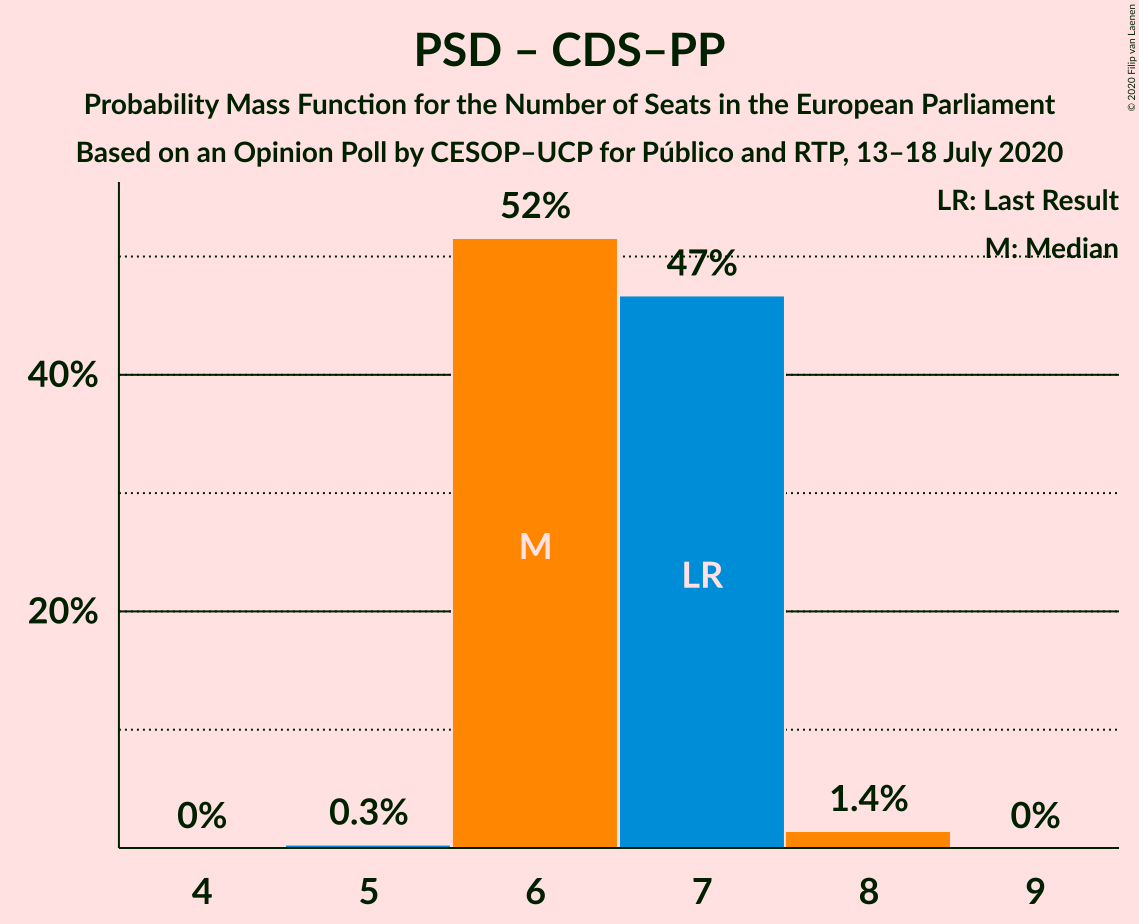 PSD – CDS–PP
Probability Mass Function for the Number of Seats in the European Parliament
Based on an Opinion Poll by CESOP–UCP for Público and RTP, 13–18 July 2020
© 2020 Filip van Laenen
LR: Last Result
M: Median
52%
47%
40%
20%
M
LR
0%
0.3%
1.4%
0%
4
5
6
7
8
9